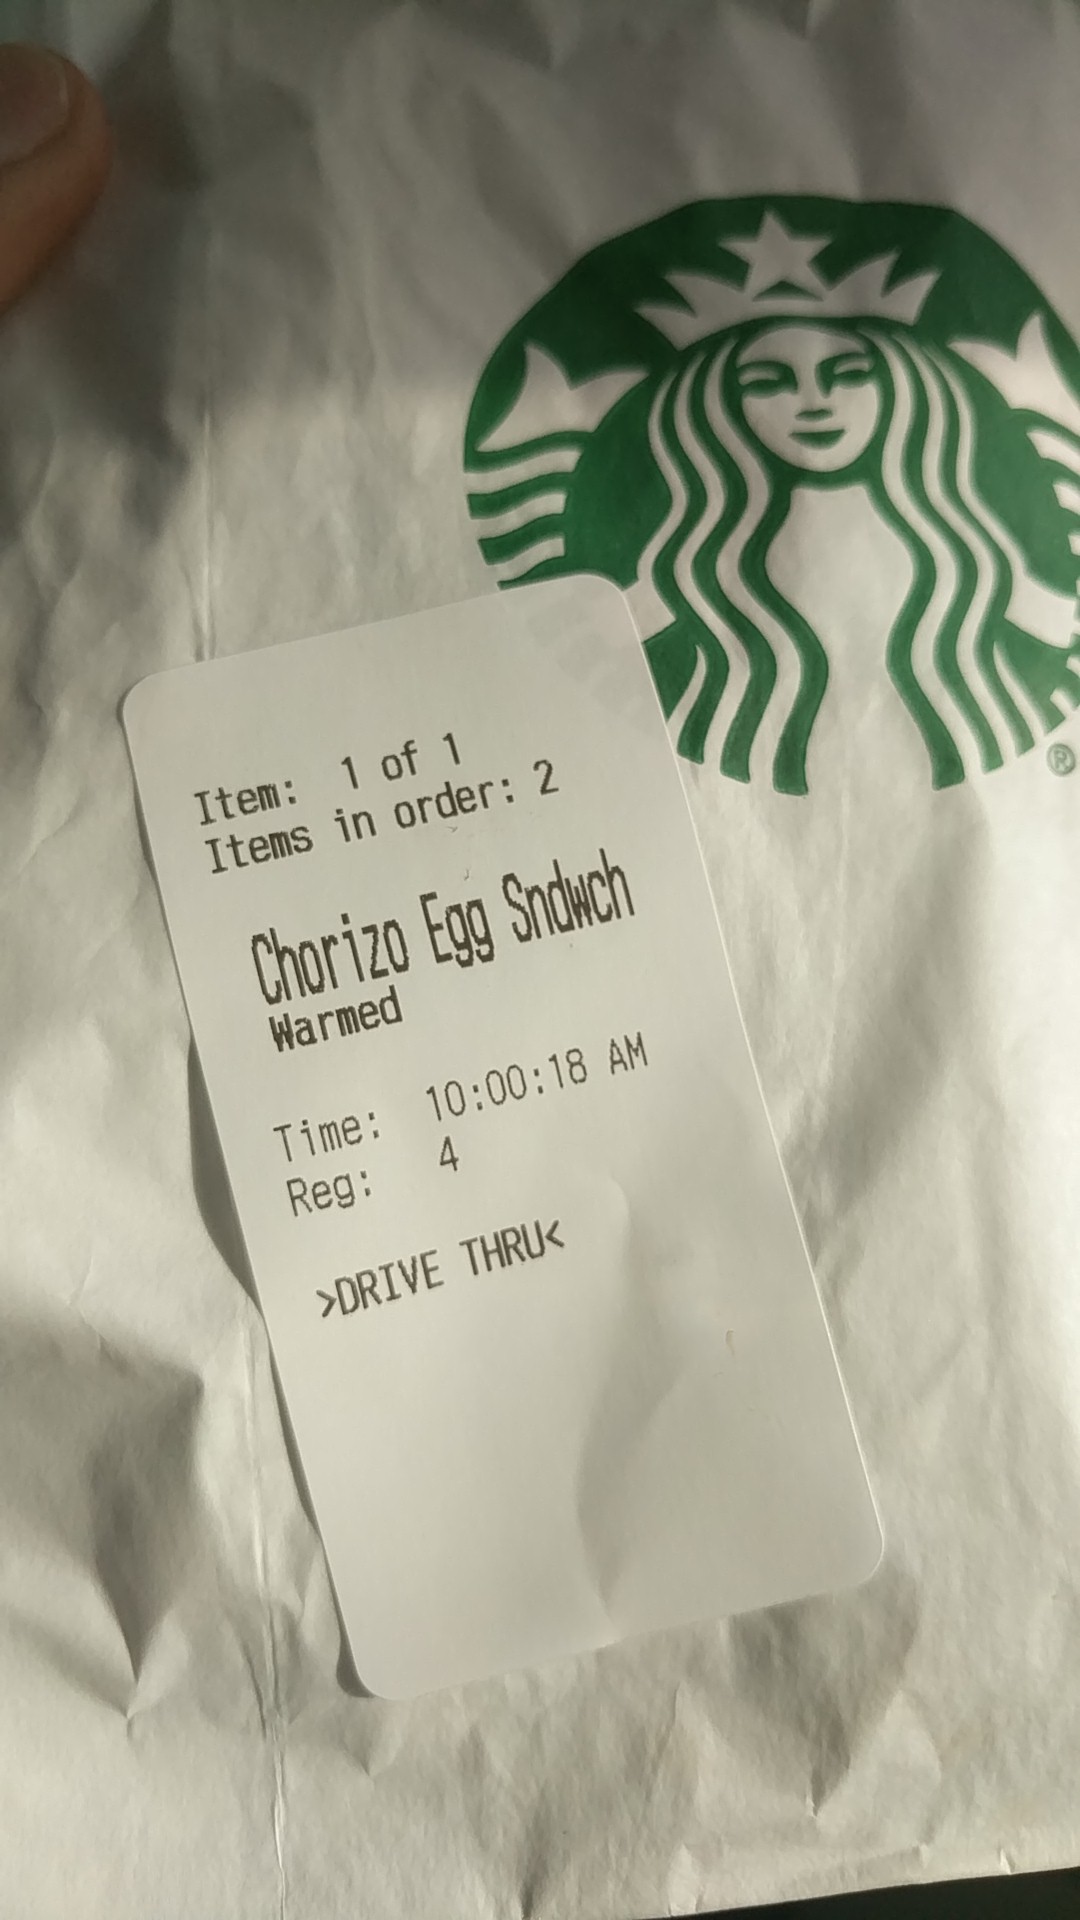 ®
Item: 1 of 1
Items in order: 2
Chorizo Egg Sndwch
Warmed
Time: 10:00:18 AM
Reg: 4
>DRIVE THRU<